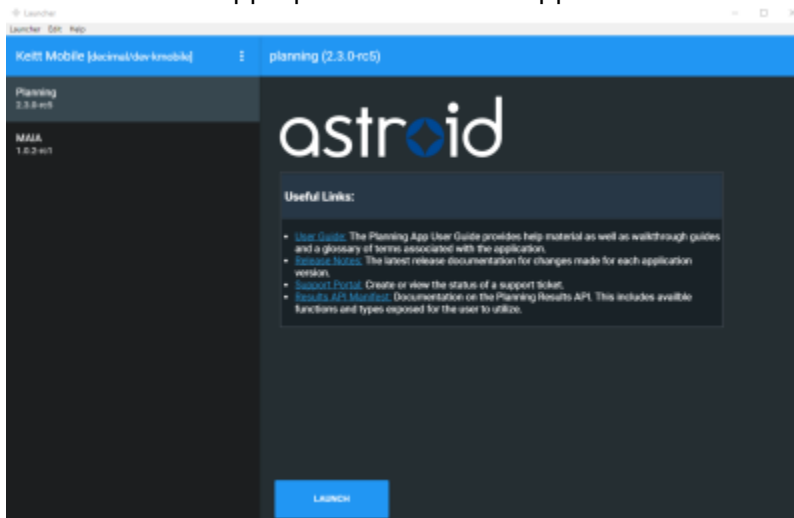 Launcher
Launcher Edit Help
Keitt Mobile [decimal/dev-kmobile]
planning (2.3.0-rc5)
Planning
2.3.0-rc5
MAIA
1.0.2-rc1
astroid
Useful Links:
• User Guide: The Planning App User Guide provides help material as well as walkthrough guides
and a glossary of terms associated with the application.
• Release Notes: The latest release documentation for changes made for each application
version.
• Support Portal: Create or view the status of a support ticket.
• Results API Manifest: Documentation on the Planning Results API. This includes availble
functions and types exposed for the user to utilize.
LAUNCH